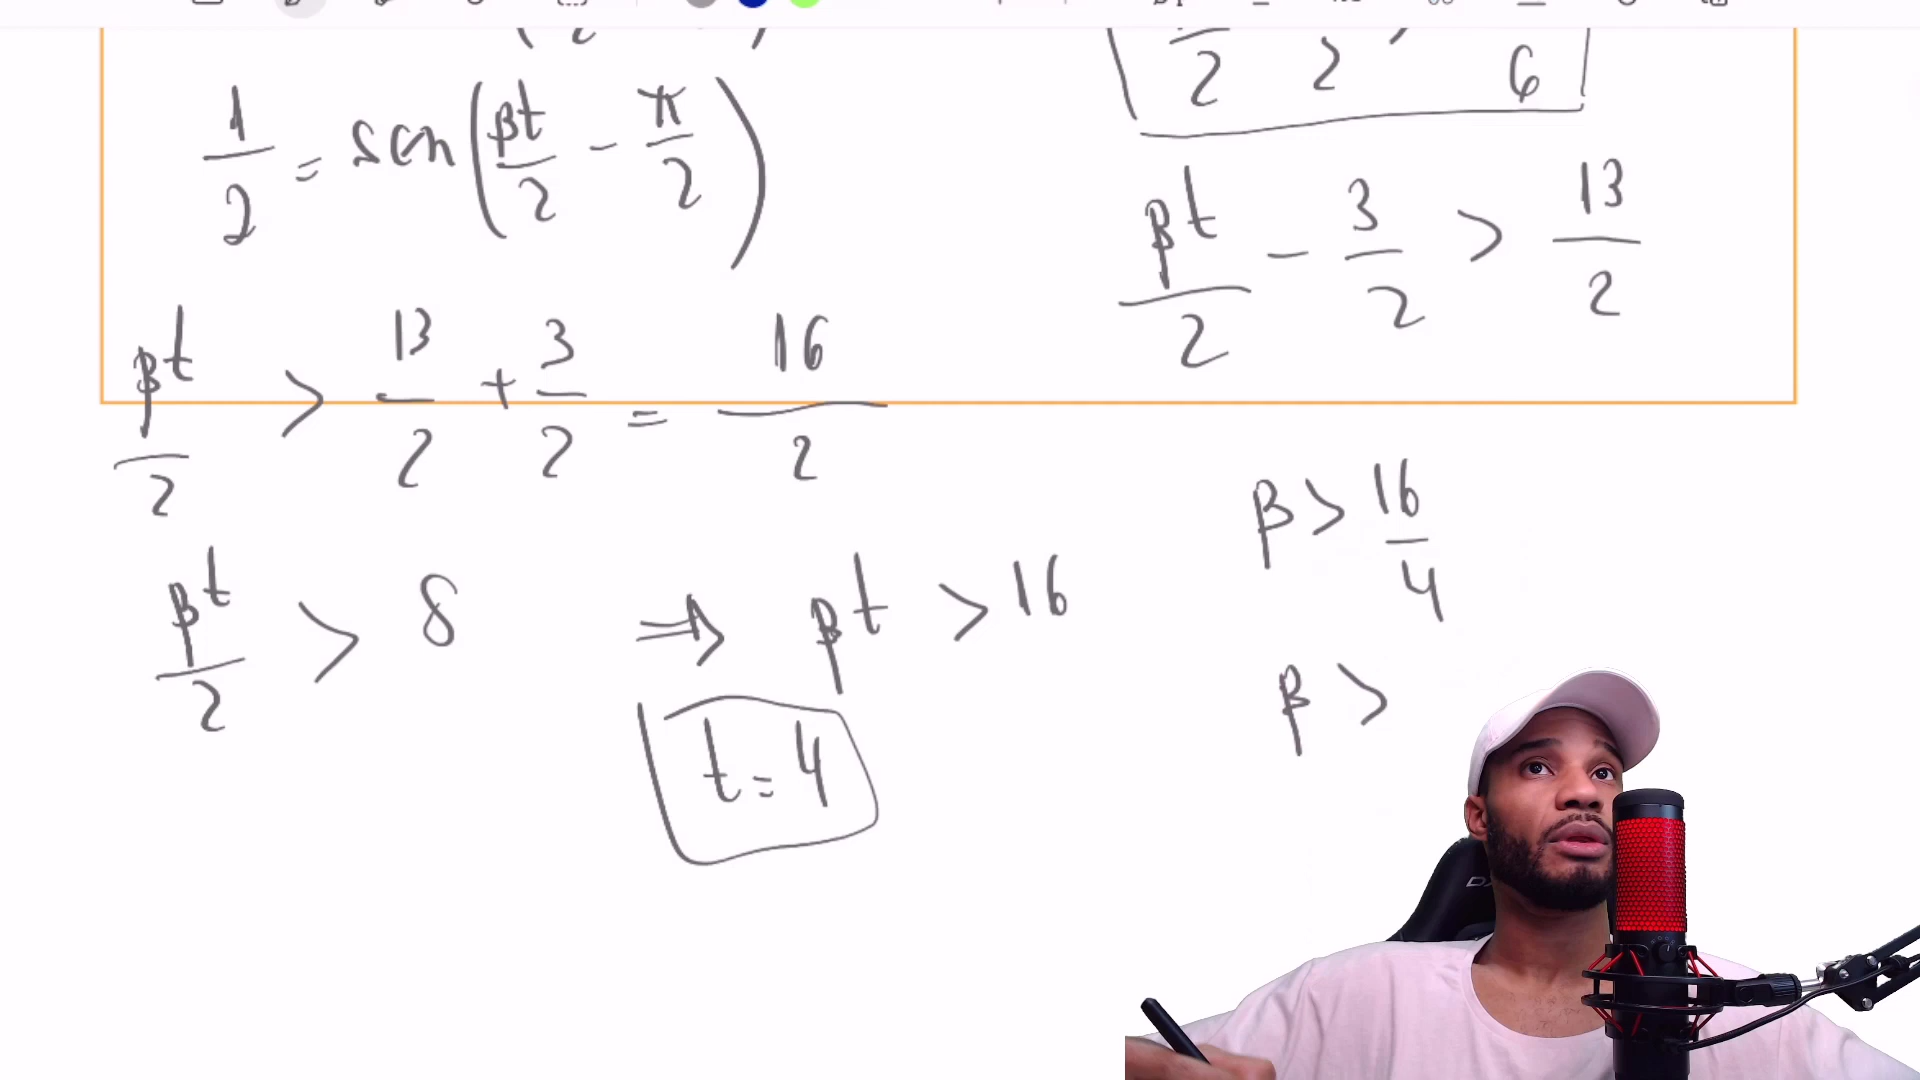 2 2 6
1/2 = sen(βt/2 - π/2)
βt/2 - 3/2 > 13/2
βt/2 > 13/2 + 3/2 = 16/2
β > 16/4
βt/2 > 8 ⇒ βt > 16
β >
t = 4